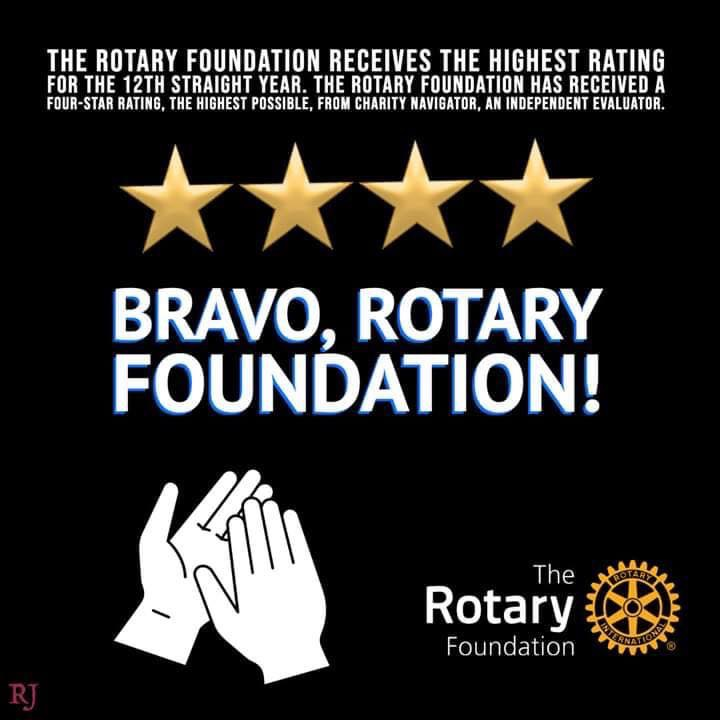 THE ROTARY FOUNDATION RECEIVES THE HIGHEST RATING
FOR THE 12TH STRAIGHT YEAR. THE ROTARY FOUNDATION HAS RECEIVED A
FOUR-STAR RATING, THE HIGHEST POSSIBLE, FROM CHARITY NAVIGATOR, AN INDEPENDENT EVALUATOR.
BRAVO, ROTARY
FOUNDATION!
The
Rotary
Foundation
ROTARY
INTERNATIONAL
®
RJ